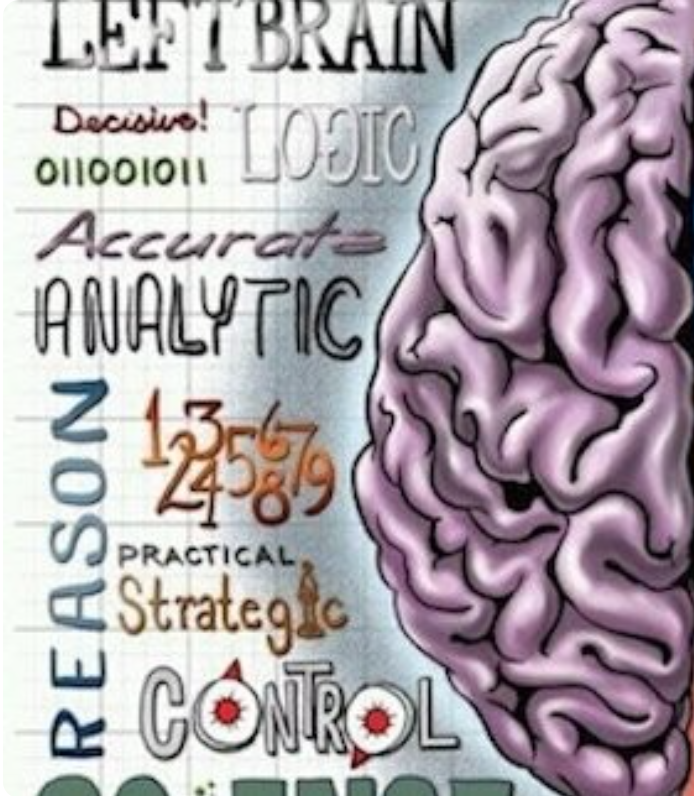 LEFT BRAIN
Decisive!
LOGIC
011001011
Accurate
ANALYTIC
REASON
1 2 3 4 5 6 7 8 9
PRACTICAL
Strategic
CONTROL